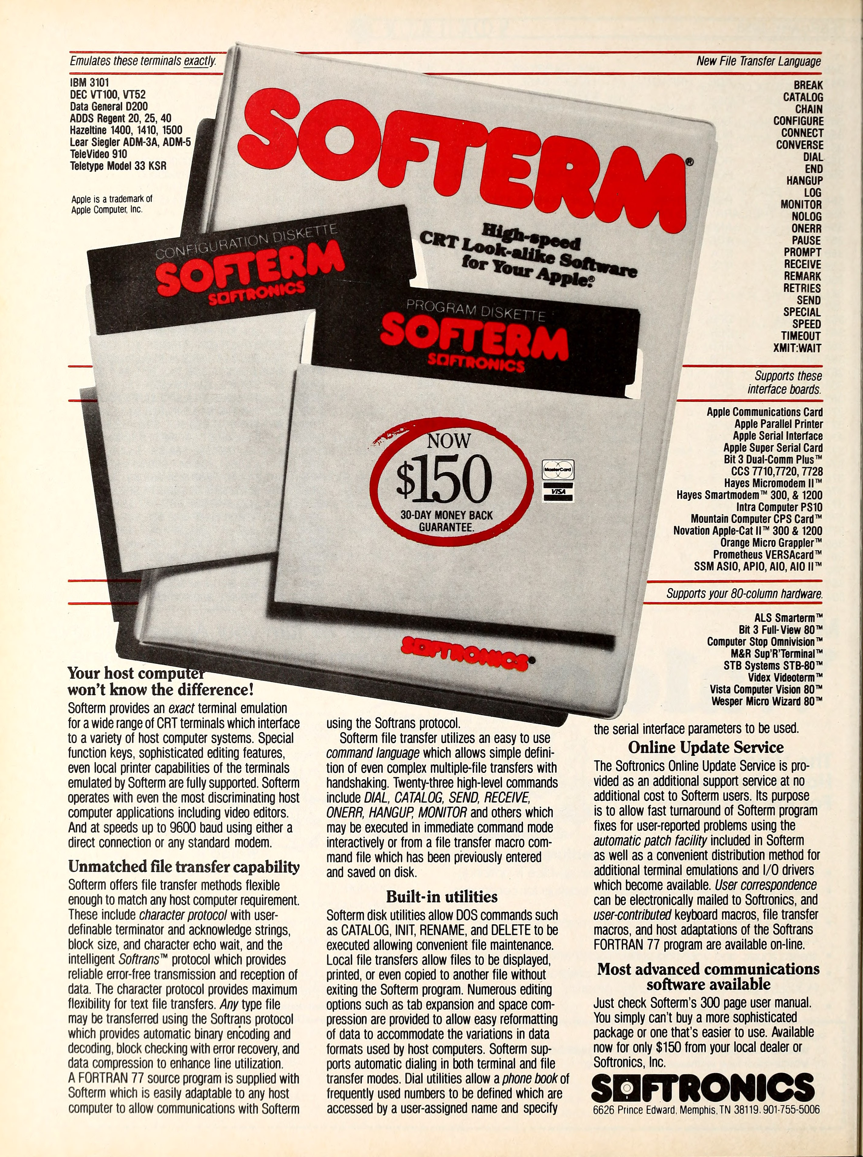 Emulates these terminals exactly.
IBM 3101
DEC VT100, VT52
Data General D200
ADDS Regent 20, 25, 40
Hazeltine 1400, 1410, 1500
Lear Siegler ADM-3A, ADM-5
TeleVideo 910
Teletype Model 33 KSR
Apple is a trademark of
Apple Computer, Inc.
SOFTERM®
High-speed
CRT Look-alike Software
for Your Apple.®
CONFIGURATION DISKETTE
SOFTERM
SOFTRONICS
PROGRAM DISKETTE
SOFTERM
SOFTRONICS
NOW
$150
30-DAY MONEY BACK
GUARANTEE.
MasterCard
VISA
SOFTRONICS®
New File Transfer Language
BREAK
CATALOG
CHAIN
CONFIGURE
CONNECT
CONVERSE
DIAL
END
HANGUP
LOG
MONITOR
NOLOG
ONERR
PAUSE
PROMPT
RECEIVE
REMARK
RETRIES
SEND
SPECIAL
SPEED
TIMEOUT
XMIT:WAIT
Supports these
interface boards.
Apple Communications Card
Apple Parallel Printer
Apple Serial Interface
Apple Super Serial Card
Bit 3 Dual-Comm Plus™
CCS 7710,7720, 7728
Hayes Micromodem II™
Hayes Smartmodem™ 300, & 1200
Intra Computer PS10
Mountain Computer CPS Card™
Novation Apple-Cat II™ 300 & 1200
Orange Micro Grappler™
Prometheus VERSAcard™
SSM ASIO, APIO, AIO, AIO II™
Supports your 80-column hardware.
ALS Smarterm™
Bit 3 Full-View 80™
Computer Stop Omnivision™
M&R Sup'R'Terminal™
STB Systems STB-80™
Videx Videoterm™
Vista Computer Vision 80™
Wesper Micro Wizard 80™
Your host computer
won't know the difference!
Softerm provides an exact terminal emulation
for a wide range of CRT terminals which interface
to a variety of host computer systems. Special
function keys, sophisticated editing features,
even local printer capabilities of the terminals
emulated by Softerm are fully supported. Softerm
operates with even the most discriminating host
computer applications including video editors.
And at speeds up to 9600 baud using either a
direct connection or any standard modem.
Unmatched file transfer capability
Softerm offers file transfer methods flexible
enough to match any host computer requirement.
These include character protocol with user-
definable terminator and acknowledge strings,
block size, and character echo wait, and the
intelligent Softrans™ protocol which provides
reliable error-free transmission and reception of
data. The character protocol provides maximum
flexibility for text file transfers. Any type file
may be transferred using the Softrans protocol
which provides automatic binary encoding and
decoding, block checking with error recovery, and
data compression to enhance line utilization.
A FORTRAN 77 source program is supplied with
Softerm which is easily adaptable to any host
computer to allow communications with Softerm
using the Softrans protocol.
Softerm file transfer utilizes an easy to use
command language which allows simple defini-
tion of even complex multiple-file transfers with
handshaking. Twenty-three high-level commands
include DIAL, CATALOG, SEND, RECEIVE,
ONERR, HANGUP, MONITOR and others which
may be executed in immediate command mode
interactively or from a file transfer macro com-
mand file which has been previously entered
and saved on disk.
Built-in utilities
Softerm disk utilities allow DOS commands such
as CATALOG, INIT, RENAME, and DELETE to be
executed allowing convenient file maintenance.
Local file transfers allow files to be displayed,
printed, or even copied to another file without
exiting the Softerm program. Numerous editing
options such as tab expansion and space com-
pression are provided to allow easy reformatting
of data to accommodate the variations in data
formats used by host computers. Softerm sup-
ports automatic dialing in both terminal and file
transfer modes. Dial utilities allow a phone book of
frequently used numbers to be defined which are
accessed by a user-assigned name and specify
the serial interface parameters to be used.
Online Update Service
The Softronics Online Update Service is pro-
vided as an additional support service at no
additional cost to Softerm users. Its purpose
is to allow fast turnaround of Softerm program
fixes for user-reported problems using the
automatic patch facility included in Softerm
as well as a convenient distribution method for
additional terminal emulations and I/O drivers
which become available. User correspondence
can be electronically mailed to Softronics, and
user-contributed keyboard macros, file transfer
macros, and host adaptations of the Softrans
FORTRAN 77 program are available on-line.
Most advanced communications
software available
Just check Softerm's 300 page user manual.
You simply can't buy a more sophisticated
package or one that's easier to use. Available
now for only $150 from your local dealer or
Softronics, Inc.
SOFTRONICS
6626 Prince Edward, Memphis, TN 38119. 901-755-5006